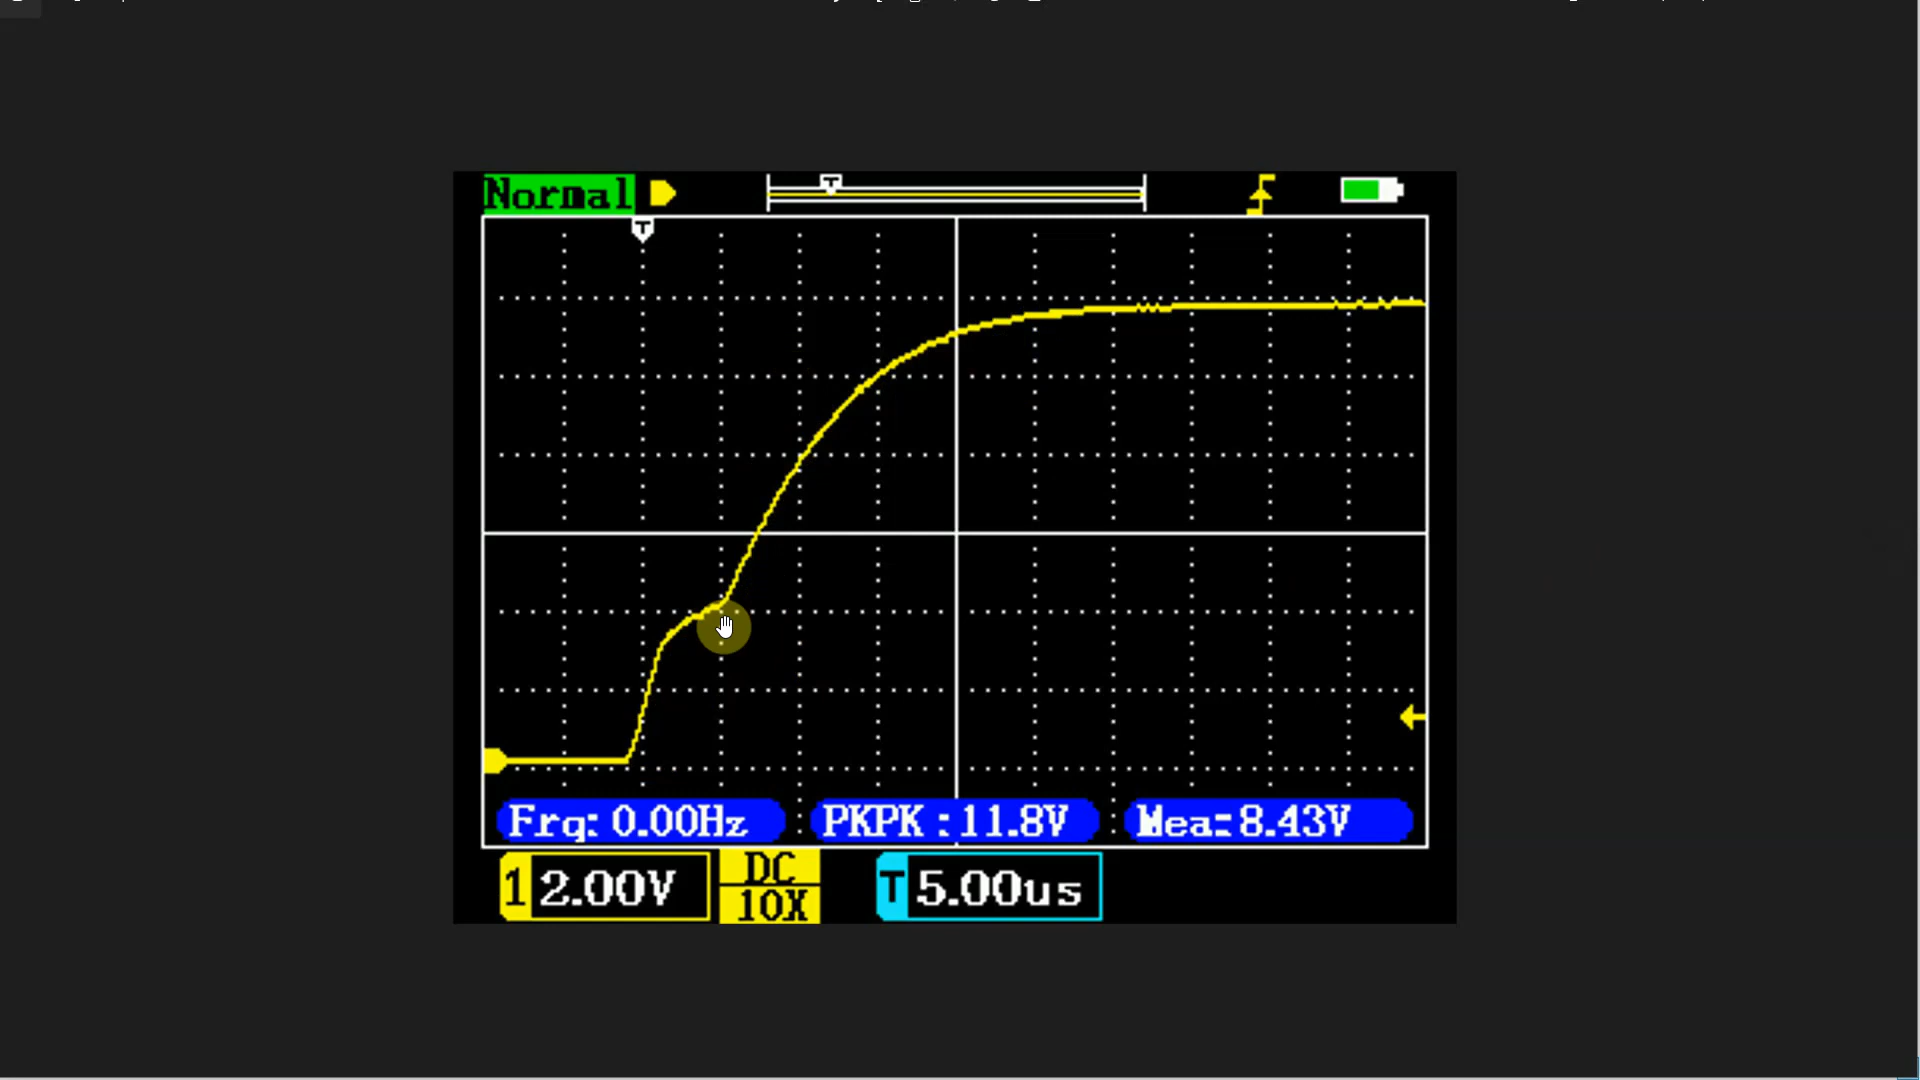 Normal
T
T
Frq: 0.00Hz
PKPK :11.8V
Mea:8.43V
1 2.00V
DC
10X
T 5.00us